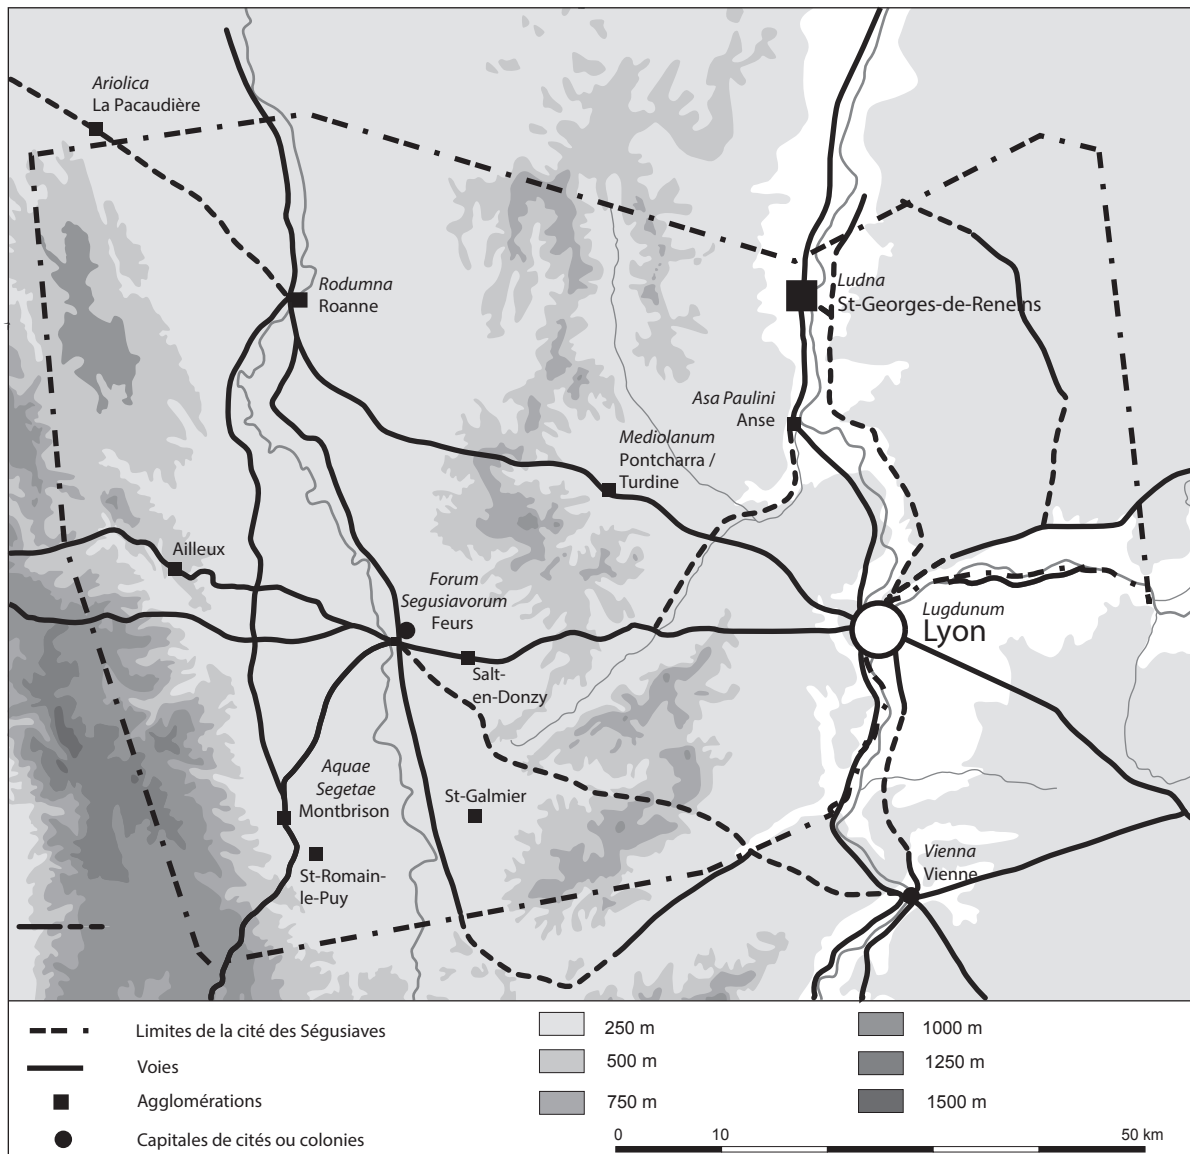 Ariolica
La Pacaudière
Rodumna
Roanne
Ludna
St-Georges-de-Reneins
Asa Paulini
Anse
Mediolanum
Pontcharra /
Turdine
Ailleux
Forum
Segusiavorum
Feurs
Lugdunum
Lyon
Salt-
en-Donzy
Aquae
Segetae
Montbrison
St-Galmier
St-Romain-
le-Puy
Vienna
Vienne
Limites de la cité des Ségusiaves
Voies
Agglomérations
Capitales de cités ou colonies
250 m
500 m
750 m
1000 m
1250 m
1500 m
0 10 50 km